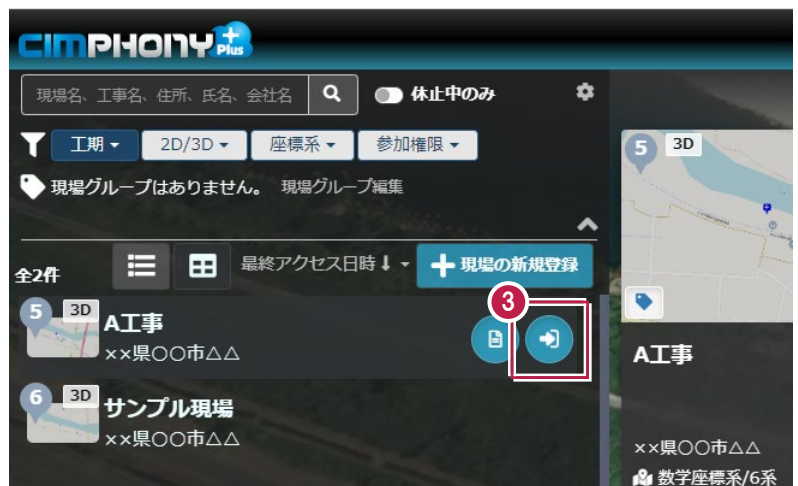 CIMPHONY Plus
現場名、工事名、住所、氏名、会社名 休止中のみ
工期 2D/3D 座標系 参加権限
現場グループはありません。 現場グループ編集
全2件 最終アクセス日時 現場の新規登録
3
5 3D A工事
××県○○市△△
6 3D サンプル現場
××県○○市△△
5 3D
A工事
××県○○市△△
数学座標系/6系